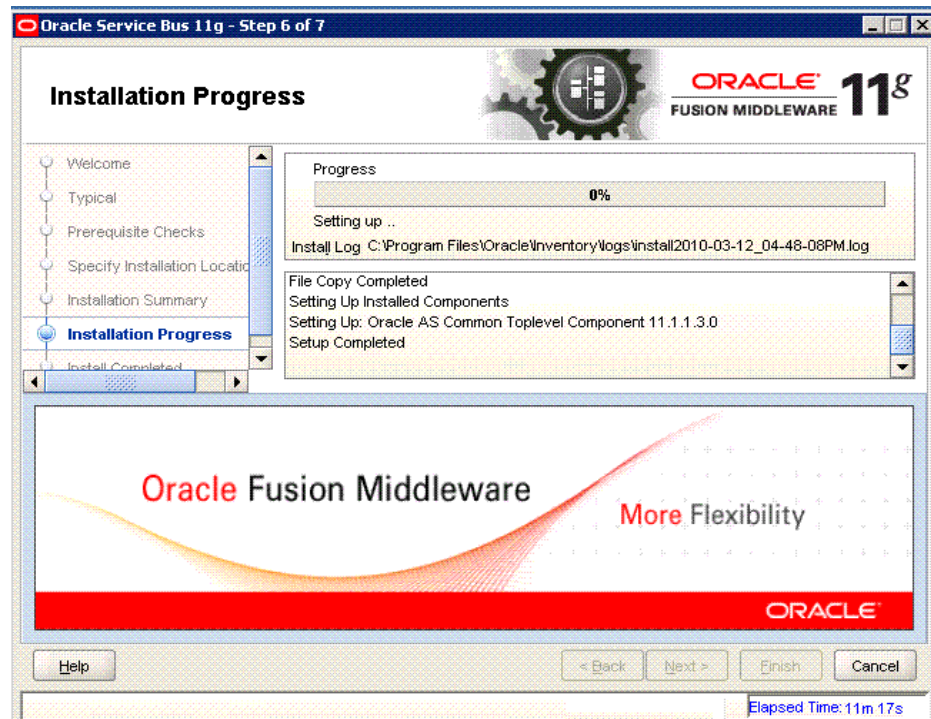 Oracle Service Bus 11g - Step 6 of 7
Installation Progress
ORACLE
FUSION MIDDLEWARE 11g
Welcome
Typical
Prerequisite Checks
Specify Installation Locatio
Installation Summary
Installation Progress
Install Completed
Progress
0%
Setting up ..
Install Log C:\Program Files\Oracle\Inventory\logs\install2010-03-12_04-48-08PM.log
File Copy Completed
Setting Up Installed Components
Setting Up: Oracle AS Common Toplevel Component 11.1.1.3.0
Setup Completed
Oracle Fusion Middleware
More Flexibility
ORACLE
Help
< Back
Next >
Finish
Cancel
Elapsed Time: 11m 17s